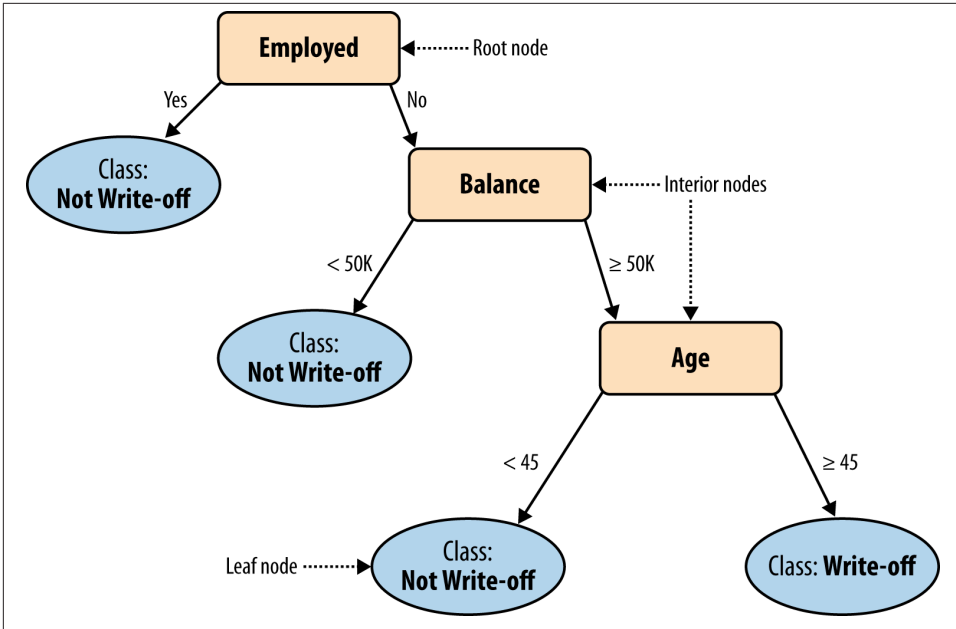 Employed
Root node
Yes
No
Class:
Not Write-off
Balance
Interior nodes
< 50K
≥ 50K
Class:
Not Write-off
Age
< 45
≥ 45
Leaf node
Class:
Not Write-off
Class: Write-off